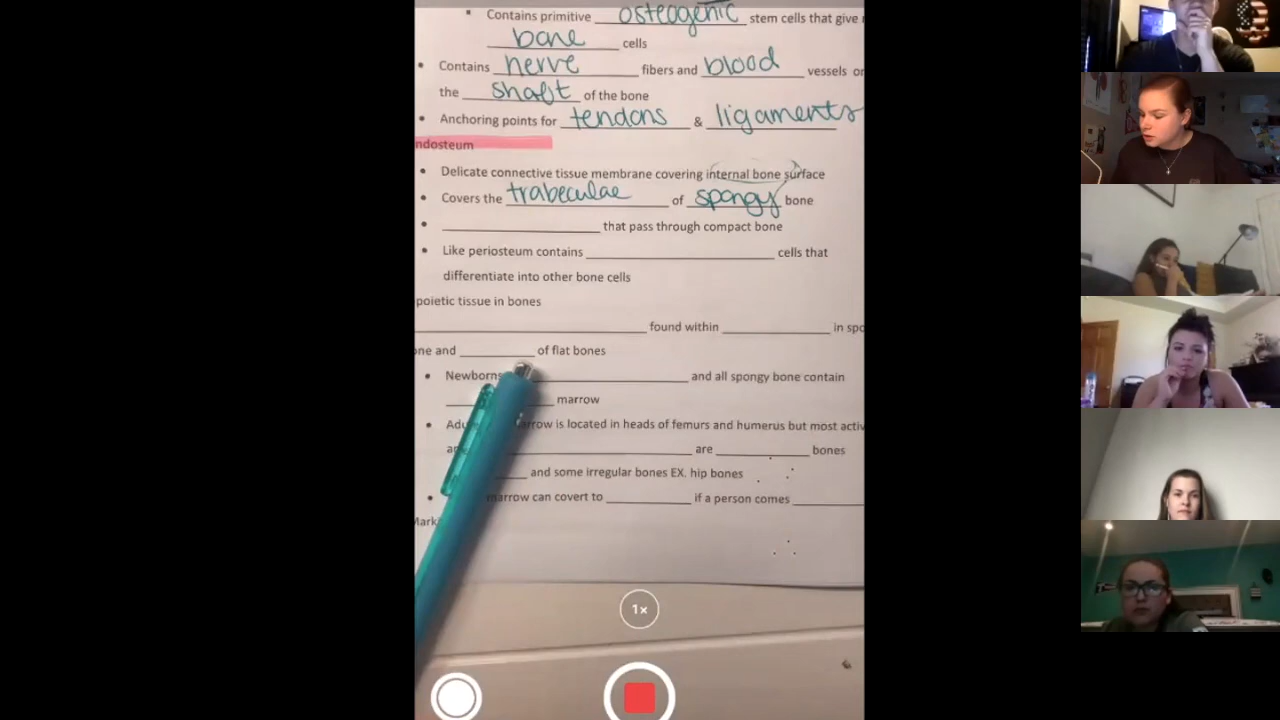 Contains primitive osteogenic stem cells that give
bone cells
Contains nerve fibers and blood vessels
the shaft of the bone
Anchoring points for tendons & ligaments
ndosteum
Delicate connective tissue membrane covering internal bone surface
Covers the trabeculae of spongy bone
that pass through compact bone
Like periosteum contains cells that
differentiate into other bone cells
poietic tissue in bones
found within in spo
ne and of flat bones
Newborns and all spongy bone contain
marrow
is located in heads of femurs and humerus but most activ
are bones
and some irregular bones EX. hip bones
marrow can covert to if a person comes
Mark
1×